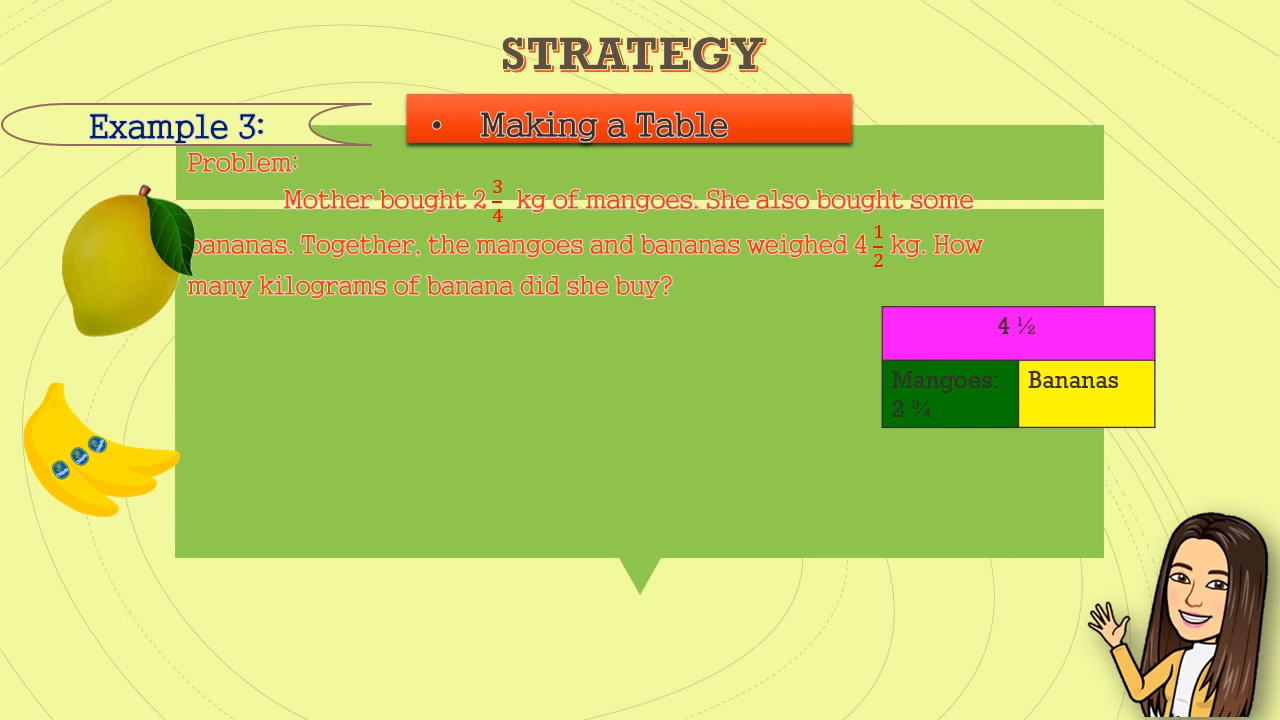 STRATEGY
Example 3:
• Making a Table
Problem:
Mother bought 2 3/4 kg of mangoes. She also bought some
bananas. Together, the mangoes and bananas weighed 4 1/2 kg. How
many kilograms of banana did she buy?
4 ½
Mangoes:
2 ¾
Bananas